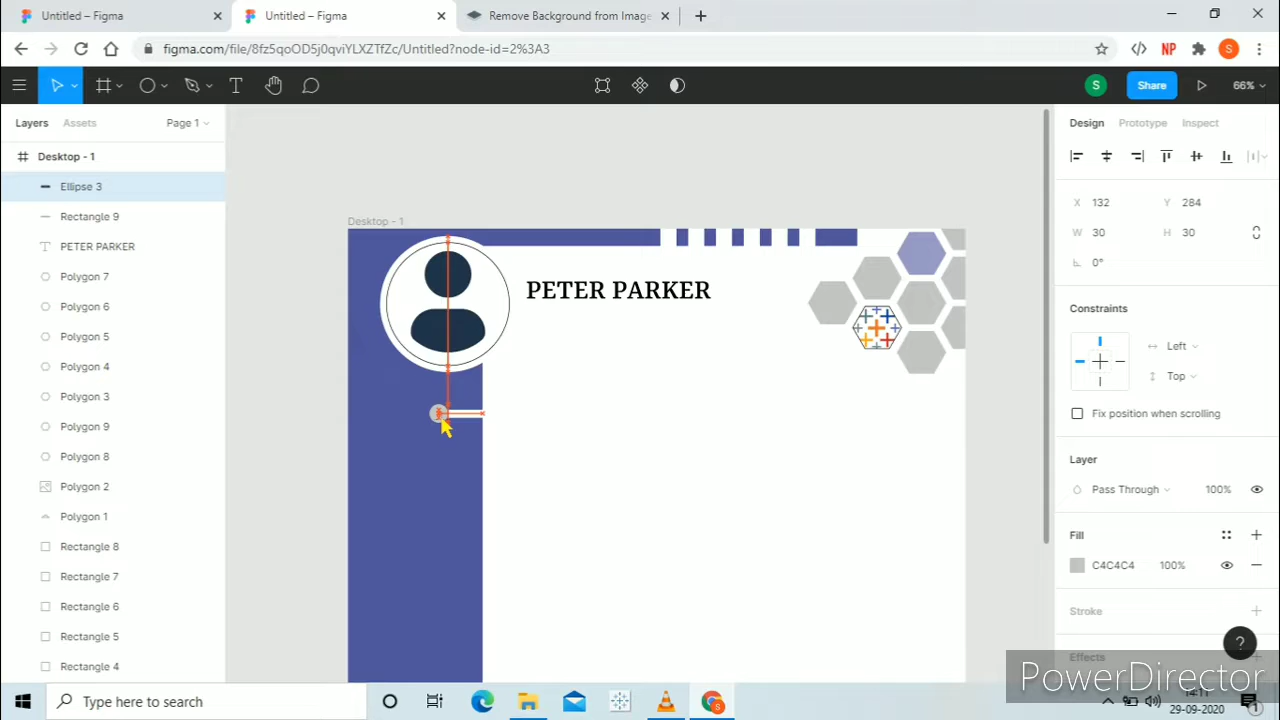 Untitled – Figma
Untitled – Figma
Remove Background from Image
figma.com/file/8fz5qoOD5j0qviYLXZTfZc/Untitled?node-id=2%3A3
NP
S
S
Share
66%
Layers
Assets
Page 1
Design
Prototype
Inspect
Desktop - 1
Ellipse 3
Rectangle 9
PETER PARKER
Polygon 7
Polygon 6
Polygon 5
Polygon 4
Polygon 3
Polygon 9
Polygon 8
Polygon 2
Polygon 1
Rectangle 8
Rectangle 7
Rectangle 6
Rectangle 5
Rectangle 4
Desktop - 1
PETER PARKER
X 132 Y 284
W 30 H 30
0°
Constraints
Left
Top
Fix position when scrolling
Layer
Pass Through 100%
Fill
C4C4C4 100%
Stroke
Effects
?
PowerDirector
Type here to search
S
14:11
29-09-2020